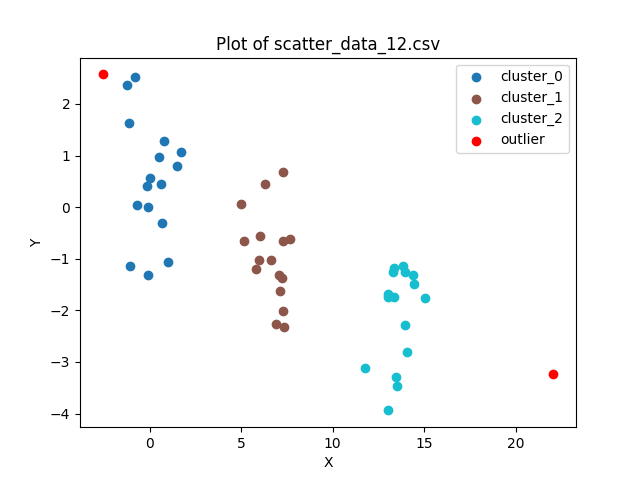 Plot of scatter_data_12.csv
cluster_0
cluster_1
cluster_2
outlier
2
1
0
−1
−2
−3
−4
Y
0 5 10 15 20
X